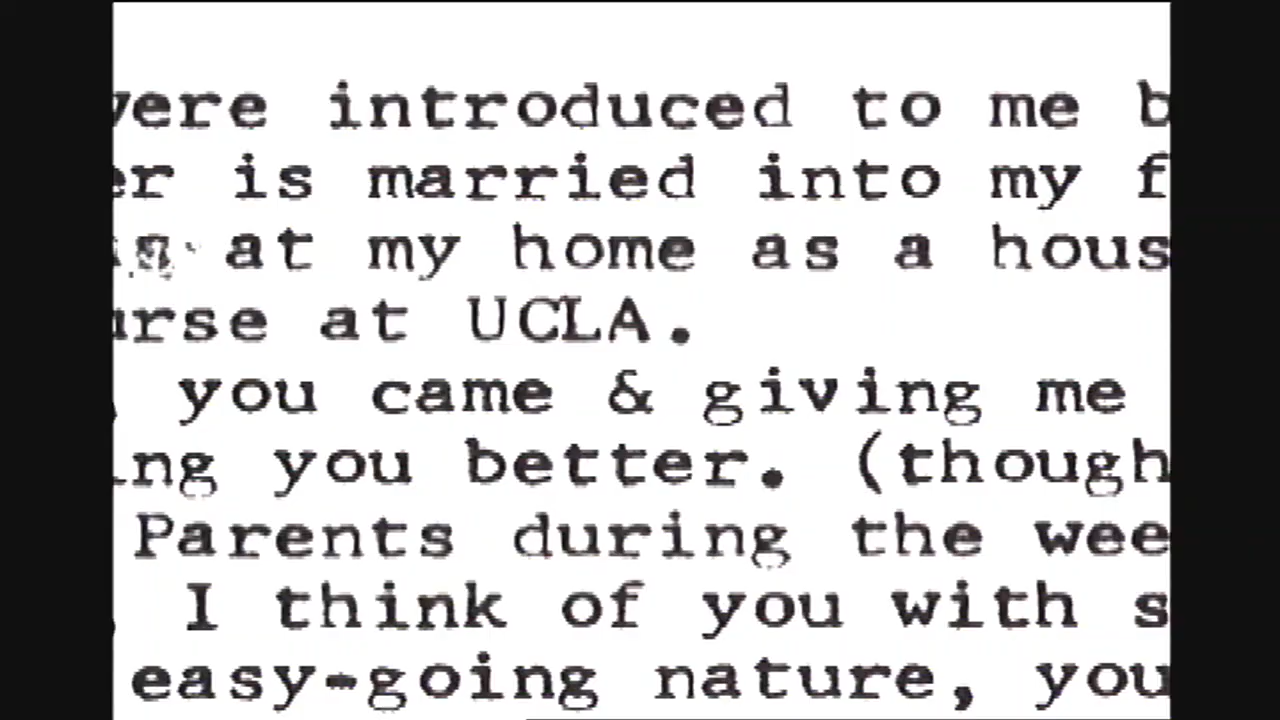 were introduced to me b
er is married into my f
at my home as a hous
urse at UCLA.
you came & giving me
ing you better. (though
Parents during the wee
I think of you with s
easy-going nature, you